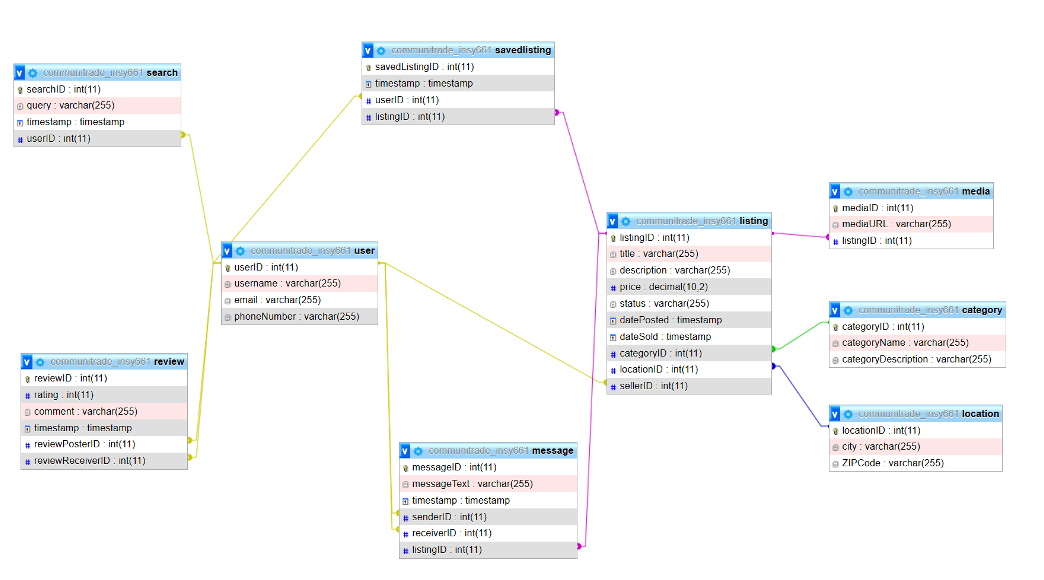 communitrade_insy661 search
searchID : int(11)
query : varchar(255)
timestamp : timestamp
userID : int(11)
communitrade_insy661 savedlisting
savedListingID : int(11)
timestamp : timestamp
userID : int(11)
listingID : int(11)
communitrade_insy661 user
userID : int(11)
username : varchar(255)
email : varchar(255)
phoneNumber : varchar(255)
communitrade_insy661 review
reviewID : int(11)
rating : int(11)
comment : varchar(255)
timestamp : timestamp
reviewPosterID : int(11)
reviewReceiverID : int(11)
communitrade_insy661 message
messageID : int(11)
messageText : varchar(255)
timestamp : timestamp
senderID : int(11)
receiverID : int(11)
listingID : int(11)
communitrade_insy661 listing
listingID : int(11)
title : varchar(255)
description : varchar(255)
price : decimal(10,2)
status : varchar(255)
datePosted : timestamp
dateSold : timestamp
categoryID : int(11)
locationID : int(11)
sellerID : int(11)
communitrade_insy661 media
mediaID : int(11)
mediaURL : varchar(255)
listingID : int(11)
communitrade_insy661 category
categoryID : int(11)
categoryName : varchar(255)
categoryDescription : varchar(255)
communitrade_insy661 location
locationID : int(11)
city : varchar(255)
ZIPCode : varchar(255)